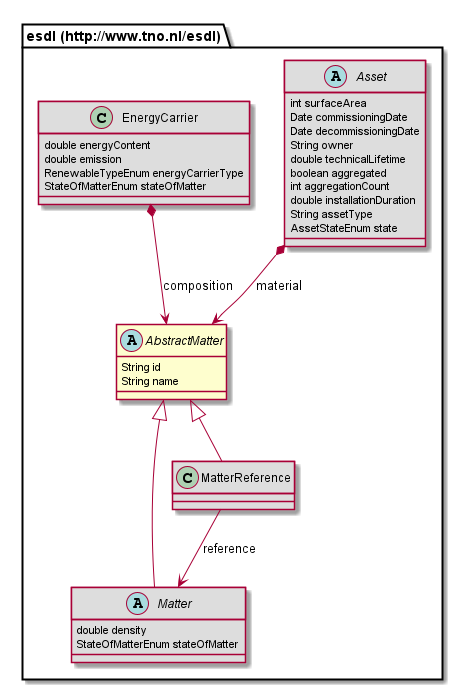 esdl (http://www.tno.nl/esdl)
A Asset
int surfaceArea
Date commissioningDate
Date decommissioningDate
String owner
double technicalLifetime
boolean aggregated
int aggregationCount
double installationDuration
String assetType
AssetStateEnum state
C EnergyCarrier
double energyContent
double emission
RenewableTypeEnum energyCarrierType
StateOfMatterEnum stateOfMatter
composition
material
A AbstractMatter
String id
String name
C MatterReference
reference
A Matter
double density
StateOfMatterEnum stateOfMatter